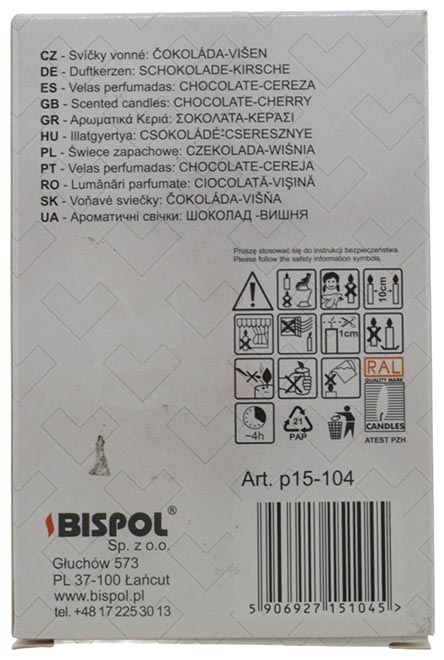 CZ - Svíčky vonné: ČOKOLÁDA-VIŠEN
DE - Duftkerzen: SCHOKOLADE-KIRSCHE
ES - Velas perfumadas: CHOCOLATE-CEREZA
GB - Scented candles: CHOCOLATE-CHERRY
GR - Αρωματικά Κεριά: ΣΟΚΟΛΑΤΑ-ΚΕΡΑΣΙ
HU - Illatgyertya: CSOKOLÁDÉ-CSERESZNYE
PL - Świece zapachowe: CZEKOLADA-WIŚNIA
PT - Velas perfumadas: CHOCOLATE-CEREJA
RO - Lumânări parfumate: CIOCOLATĂ-VIŞINĂ
SK - Voňavé sviečky: ČOKOLÁDA-VIŠŇA
UA - Ароматичні свічки: ШОКОЛАД -ВИШНЯ
Proszę stosować się do instrukcji bezpieczeństwa.
Please follow the safety information symbols.
10cm
1cm
RAL
QUALITY MARK
CANDLES
~4h
21
PAP
ATEST PZH
Art. p15-104
BISPOL®
Sp. z o.o.
Głuchów 573
PL 37-100 Łańcut
www.bispol.pl
tel. +48 17 225 30 13
5 906927 151045 >